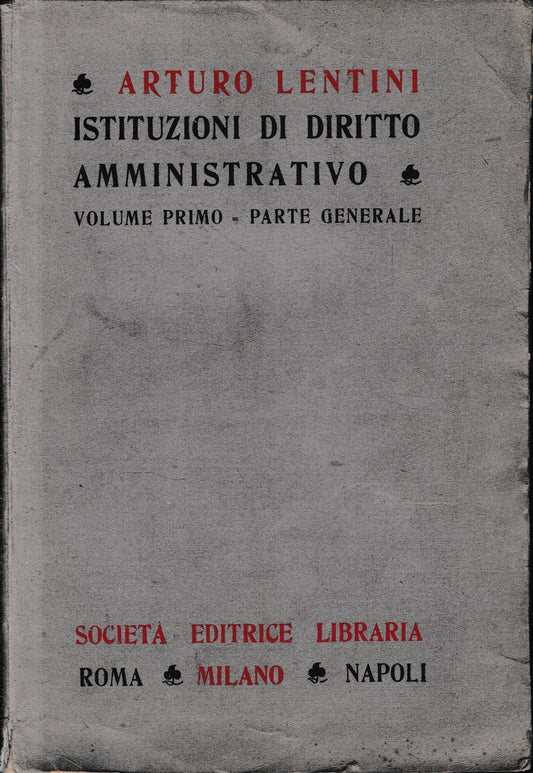 ARTURO LENTINI
ISTITUZIONI DI DIRITTO
AMMINISTRATIVO
VOLUME PRIMO = PARTE GENERALE
SOCIETÀ EDITRICE LIBRARIA
ROMA MILANO NAPOLI